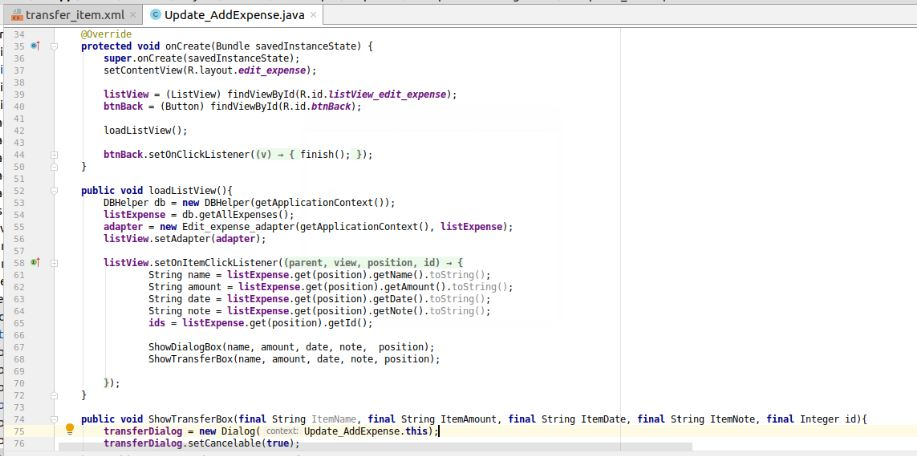 transfer_item.xml × Update_AddExpense.java ×
34 @Override
35 protected void onCreate(Bundle savedInstanceState) {
36 super.onCreate(savedInstanceState);
37 setContentView(R.layout.edit_expense);
38
39 listView = (ListView) findViewById(R.id.listView_edit_expense);
40 btnBack = (Button) findViewById(R.id.btnBack);
41
42 loadListView();
43
44 btnBack.setOnClickListener((v) → { finish(); });
50 }
51
52 public void loadListView(){
53 DBHelper db = new DBHelper(getApplicationContext());
54 listExpense = db.getAllExpenses();
55 adapter = new Edit_expense_adapter(getApplicationContext(), listExpense);
56 listView.setAdapter(adapter);
57
58 listView.setOnItemClickListener((parent, view, position, id) → {
61 String name = listExpense.get(position).getName().toString();
62 String amount = listExpense.get(position).getAmount().toString();
63 String date = listExpense.get(position).getDate().toString();
64 String note = listExpense.get(position).getNote().toString();
65 ids = listExpense.get(position).getId();
66
67 ShowDialogBox(name, amount, date, note, position);
68 ShowTransferBox(name, amount, date, note, position);
69
70 });
72 }
73
74 public void ShowTransferBox(final String ItemName, final String ItemAmount, final String ItemDate, final String ItemNote, final Integer id){
75 transferDialog = new Dialog( context: Update_AddExpense.this);
76 transferDialog.setCancelable(true);